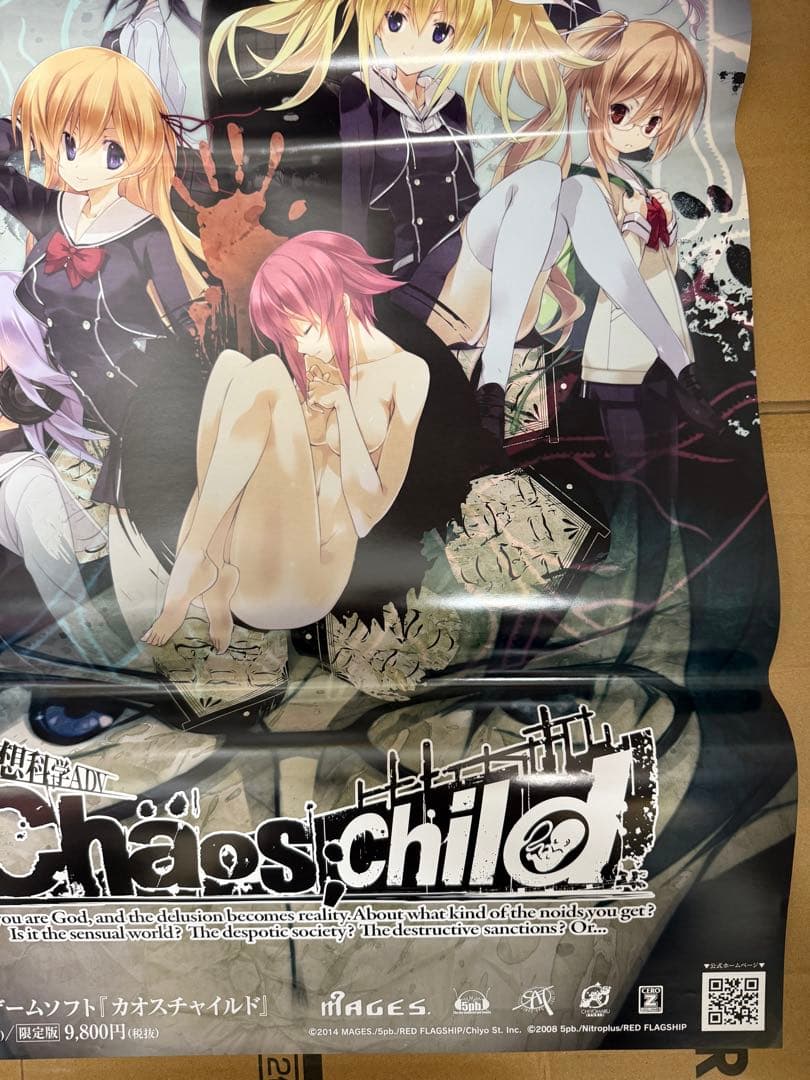 想科学ADV
Chäos;Child
you are God, and the delusion becomes reality. About what kind of the noids you get?
Is it the sensual world? The despotic society? The destructive sanctions? Or...
▼公式ホームページ▼
ゲームソフト『カオスチャイルド』
限定版 9,800円(税抜)
MAGES.
5pb.
CHIYOMARU
CERO
Z
©2014 MAGES./5pb./RED FLAGSHIP/Chiyo St. Inc. ©2008 5pb./Nitroplus/RED FLAGSHIP
R